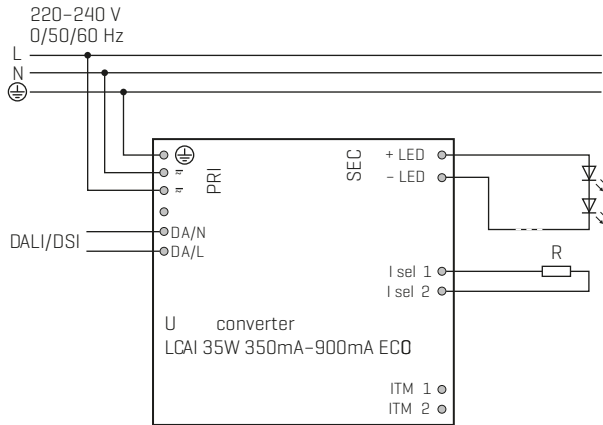 220–240 V
0/50/60 Hz
L
N
PRI
SEC
+ LED
– LED
DALI/DSI
DA/N
DA/L
I sel 1
I sel 2
R
U converter
LCAI 35W 350mA–900mA ECO
ITM 1
ITM 2